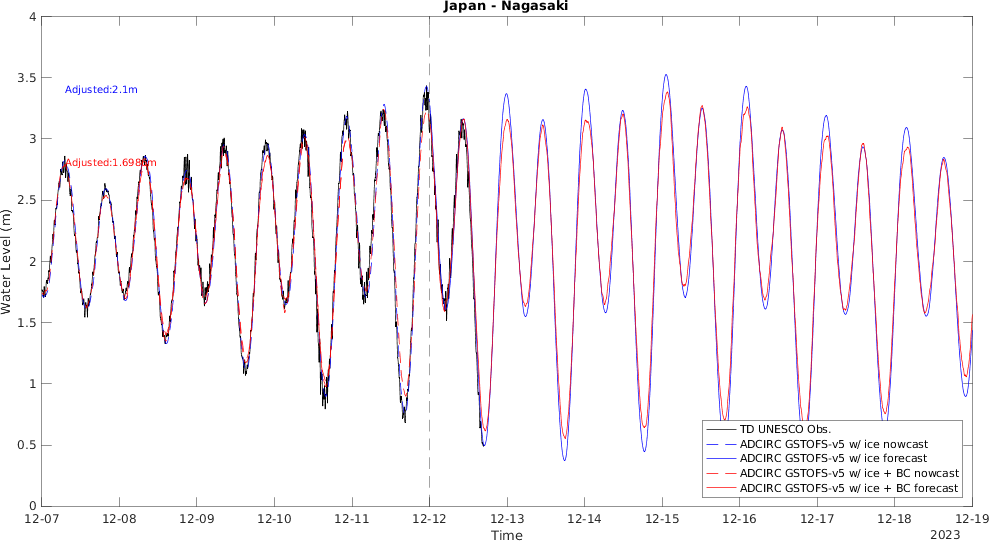 Japan - Nagasaki
4
3.5
3
2.5
2
1.5
1
0.5
0
Water Level (m)
Adjusted:2.1m
Adjusted:1.698
12-07 12-08 12-09 12-10 12-11 12-12 12-13 12-14 12-15 12-16 12-17 12-18 12-19
Time
2023
TD UNESCO Obs.
ADCIRC GSTOFS-v5 w/ ice nowcast
ADCIRC GSTOFS-v5 w/ ice forecast
ADCIRC GSTOFS-v5 w/ ice + BC nowcast
ADCIRC GSTOFS-v5 w/ ice + BC forecast